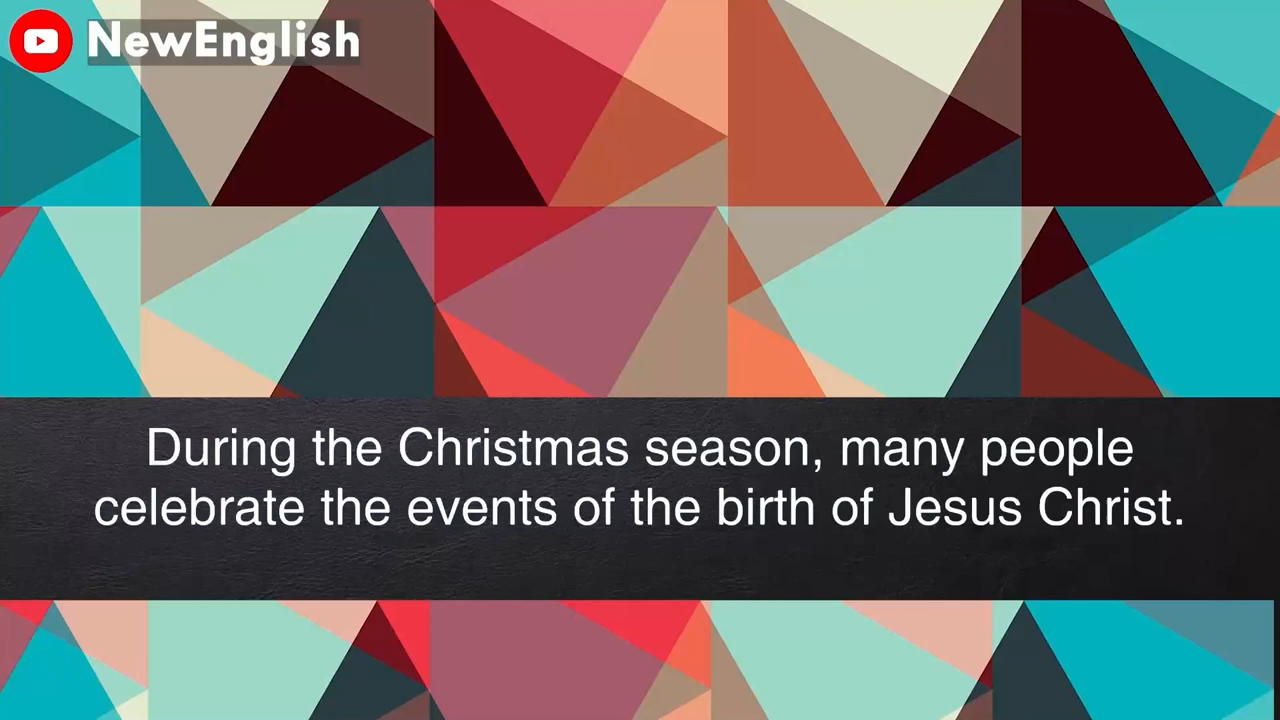 NewEnglish
During the Christmas season, many people
celebrate the events of the birth of Jesus Christ.